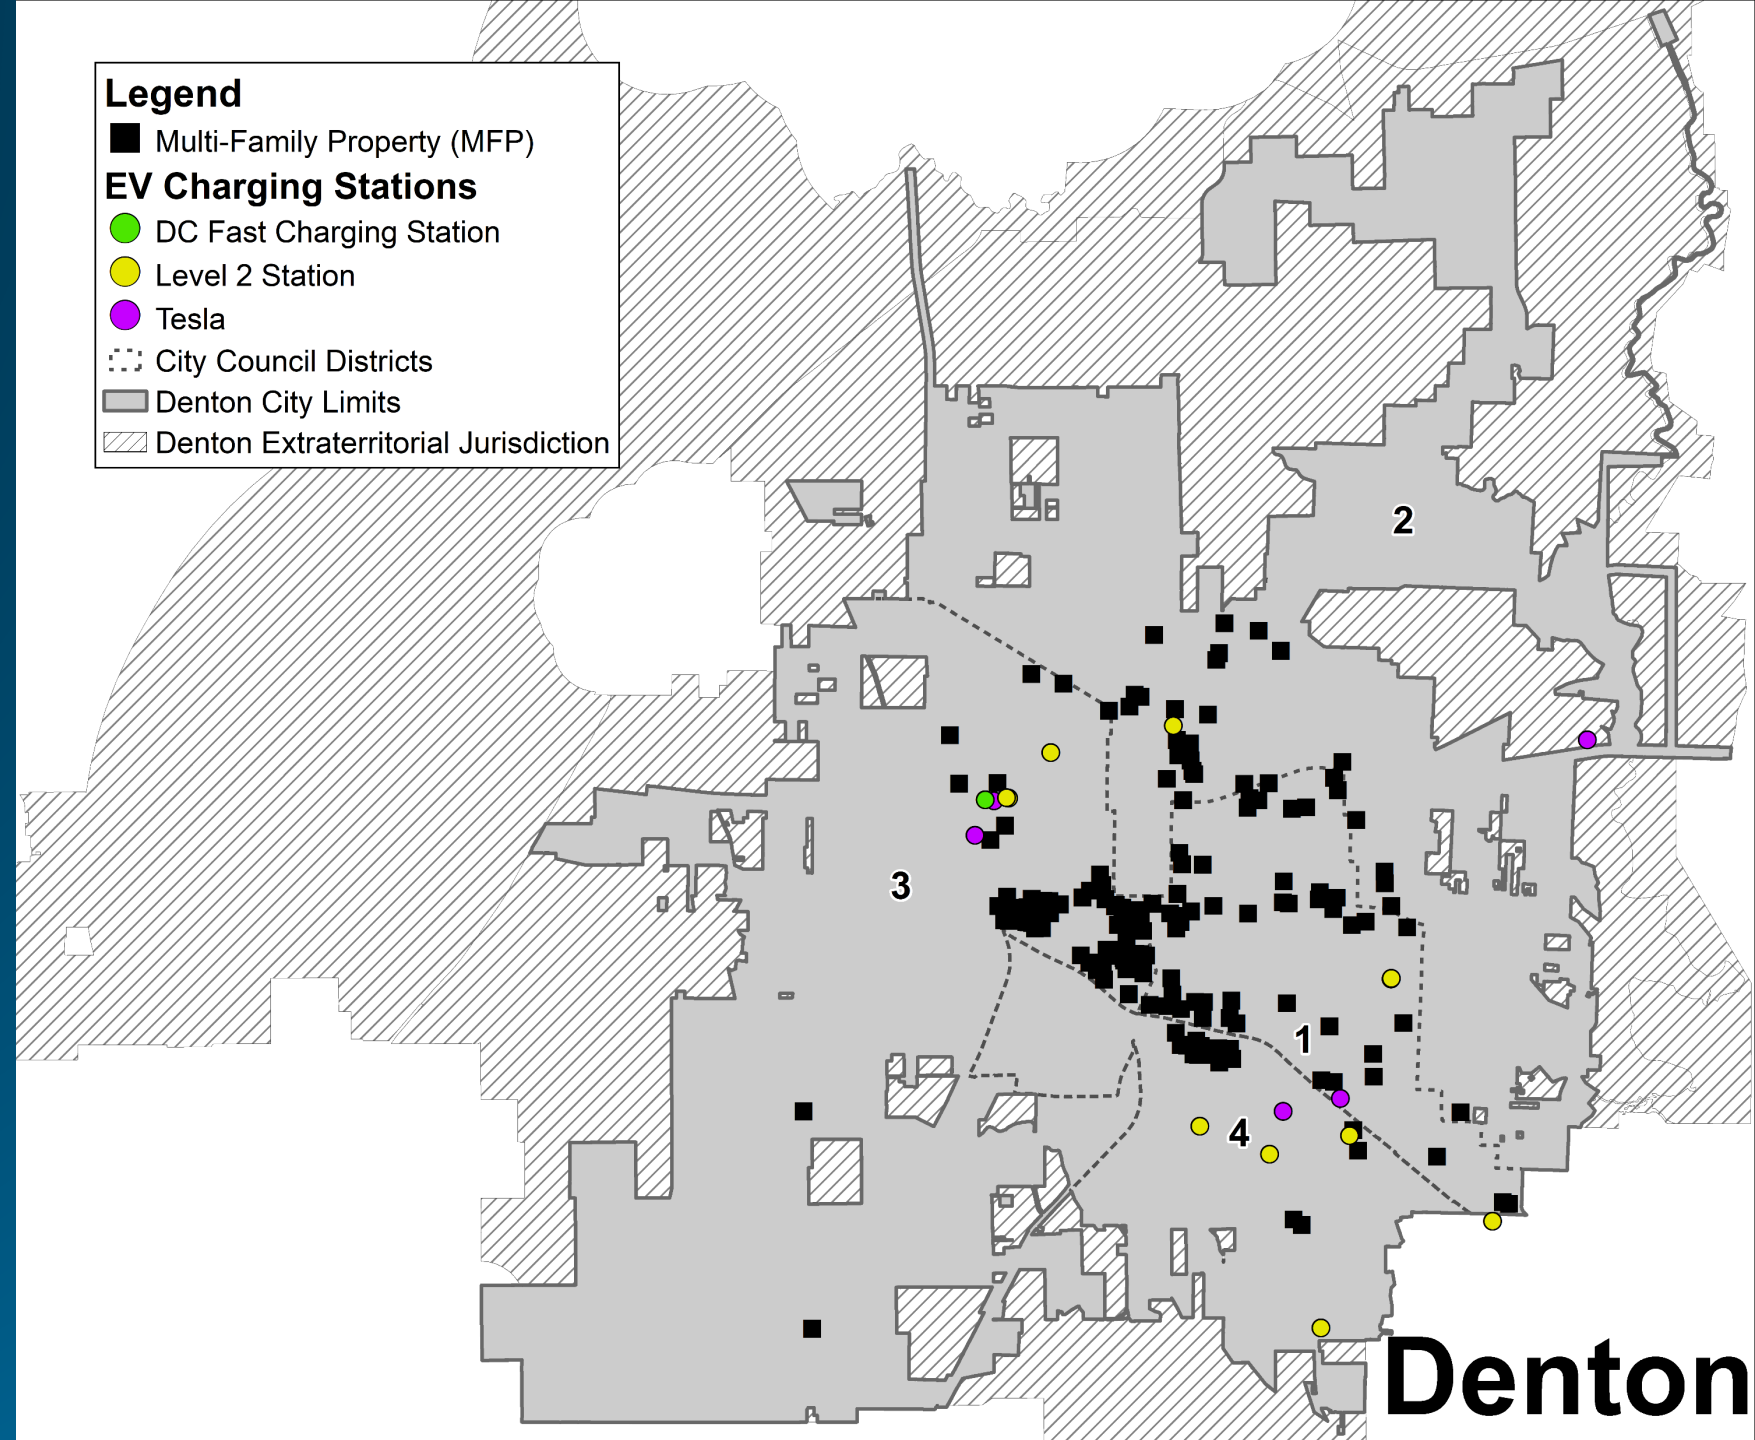 Legend
Multi-Family Property (MFP)
EV Charging Stations
DC Fast Charging Station
Level 2 Station
Tesla
City Council Districts
Denton City Limits
Denton Extraterritorial Jurisdiction
2
3
1
4
Denton